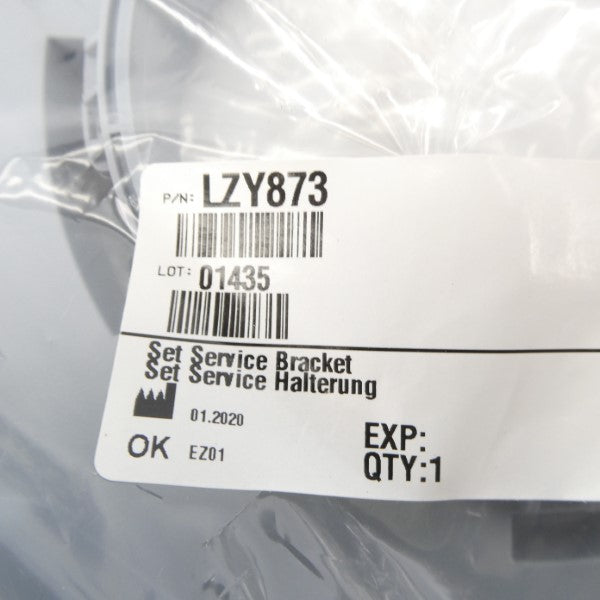 P/N: LZY873
LOT: 01435
Set Service Bracket
Set Service Halterung
01.2020
OK EZ01
EXP:
QTY:1